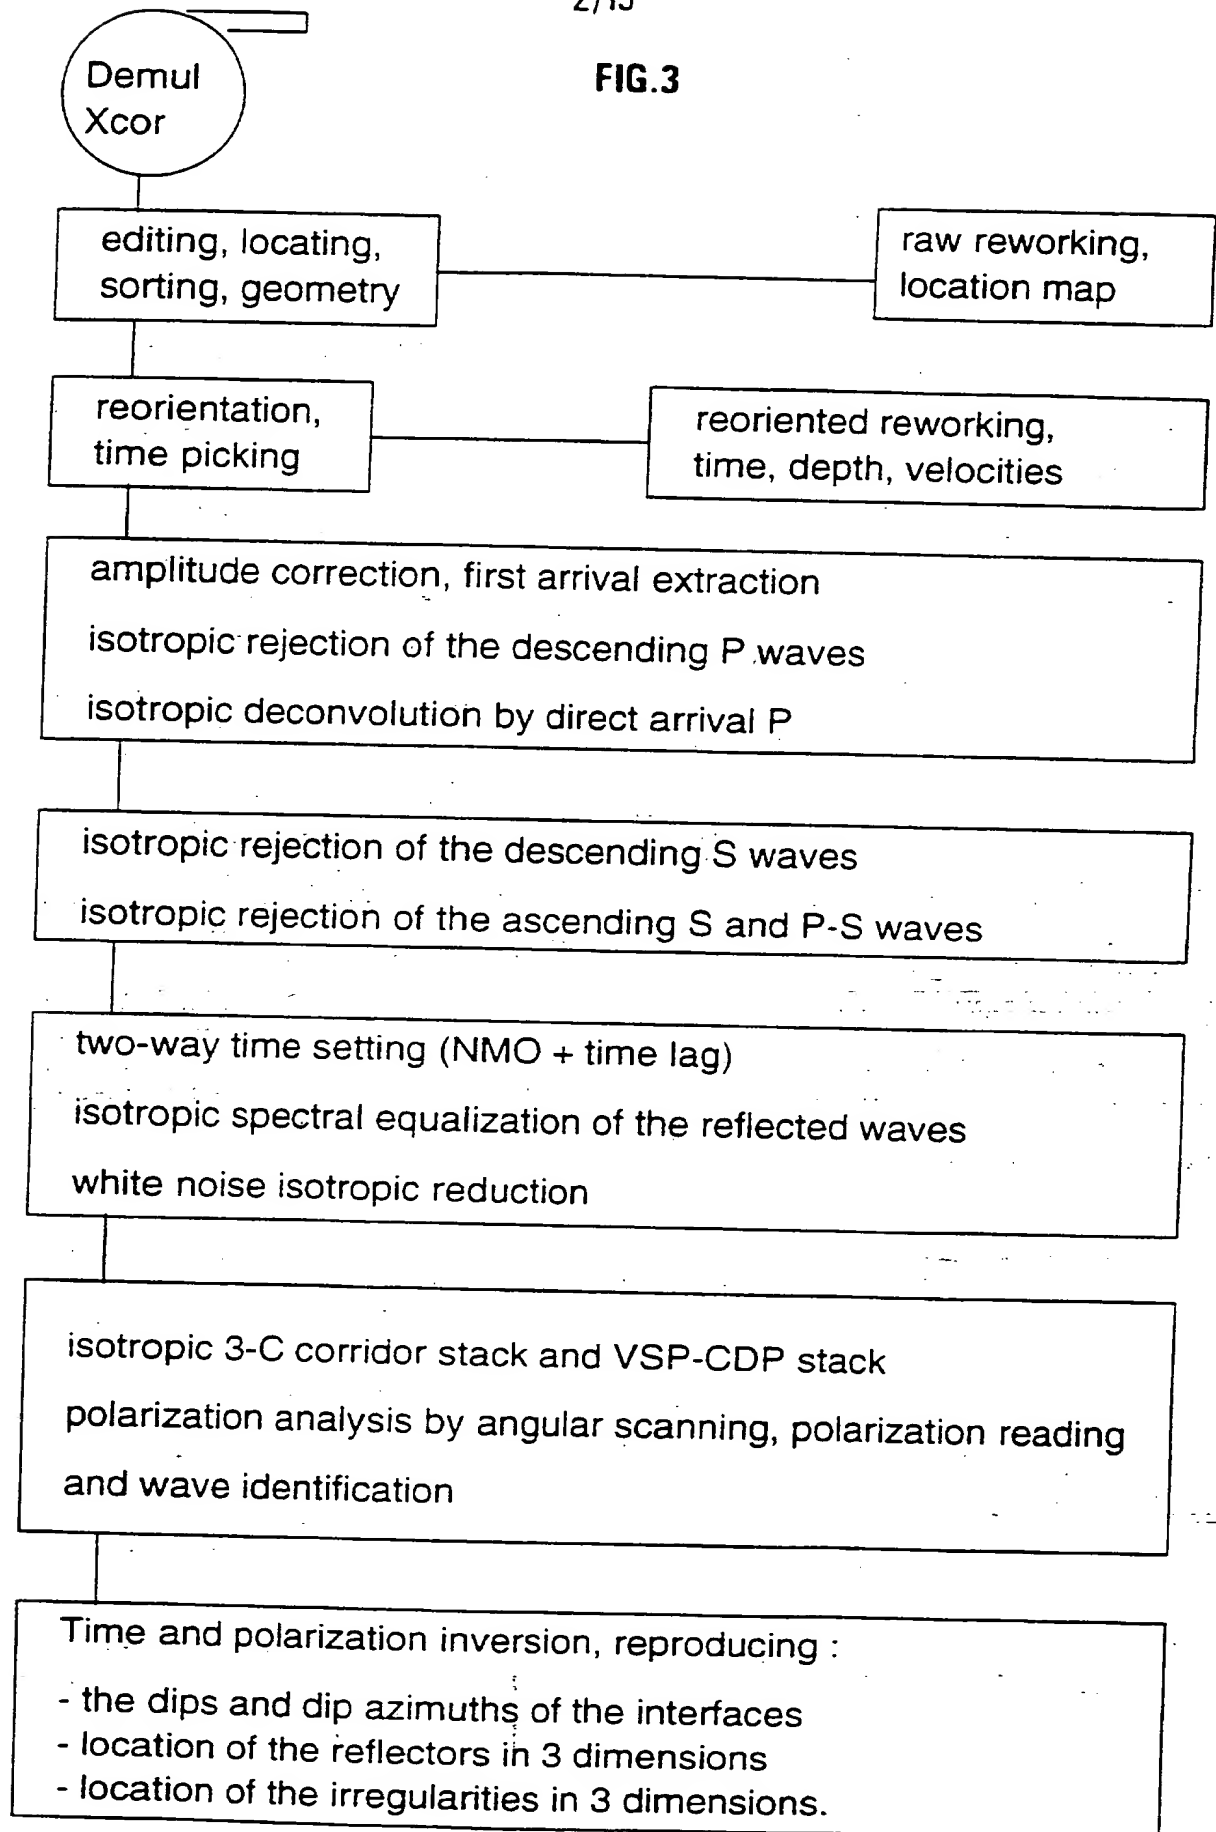 2/15
FIG.3
Demul
Xcor
editing, locating,
sorting, geometry
raw reworking,
location map
reorientation,
time picking
reoriented reworking,
time, depth, velocities
amplitude correction, first arrival extraction
isotropic rejection of the descending P waves
isotropic deconvolution by direct arrival P
isotropic rejection of the descending S waves
isotropic rejection of the ascending S and P-S waves
two-way time setting (NMO + time lag)
isotropic spectral equalization of the reflected waves
white noise isotropic reduction
isotropic 3-C corridor stack and VSP-CDP stack
polarization analysis by angular scanning, polarization reading
and wave identification
Time and polarization inversion, reproducing :
- the dips and dip azimuths of the interfaces
- location of the reflectors in 3 dimensions
- location of the irregularities in 3 dimensions.